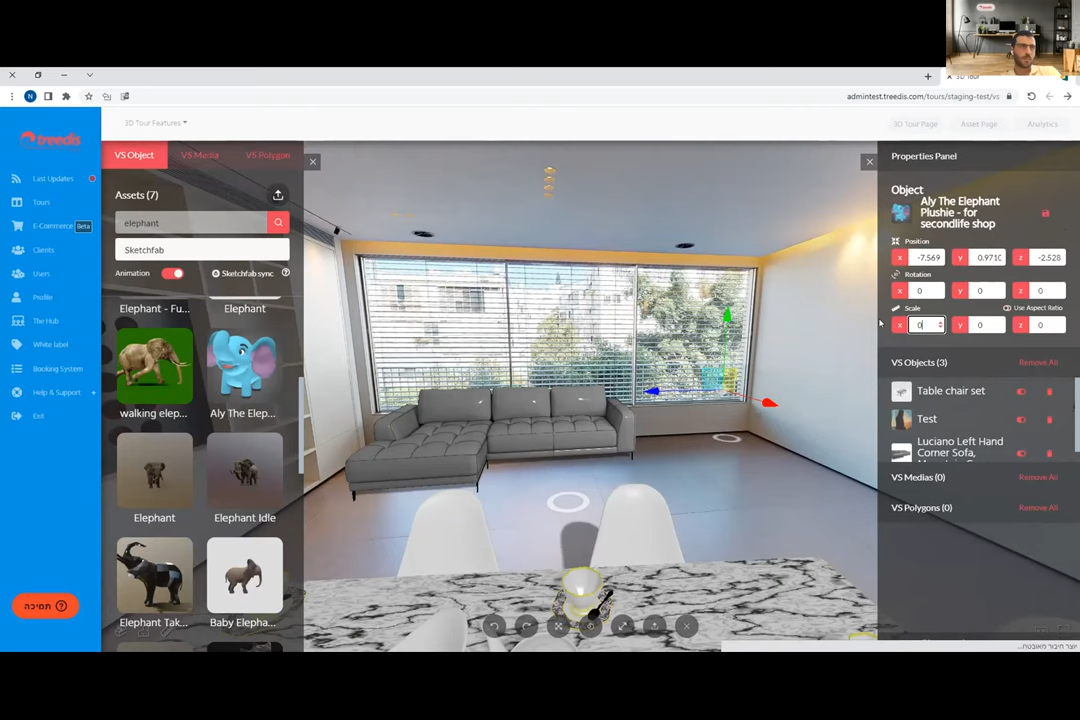 3D Tour
admintest.treedis.com/tours/staging-test/vs
N
treedis
3D Tour Features
3D Tour Page
Asset Page
Analytics
Last Updates
Tours
E-Commerce Beta
Clients
Users
Profile
The Hub
White label
Booking System
Help & Support +
Exit
תמיכה
VS Object
VS Media
VS Polygon
Assets (7)
elephant
Sketchfab
Animation
Sketchfab sync
Elephant - Fu...
Elephant
walking elep...
Aly The Elep...
Elephant
Elephant Idle
Elephant Tak...
Baby Elepha...
Properties Panel
Object
Aly The Elephant
Plushie - for
secondlife shop
Position
x -7.569 y 0.9710 z -2.528
Rotation
x 0 y 0 z 0
Scale
Use Aspect Ratio
x 0 y 0 z 0
VS Objects (3)
Remove All
Table chair set
Test
Luciano Left Hand
Corner Sofa,
VS Medias (0)
Remove All
VS Polygons (0)
Remove All
יוצר חיבור מאובטח...